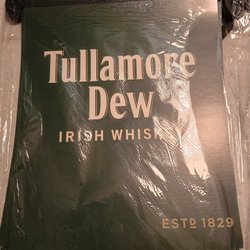 Tullamore
Dew
IRISH WHISKEY
ESTD 1829